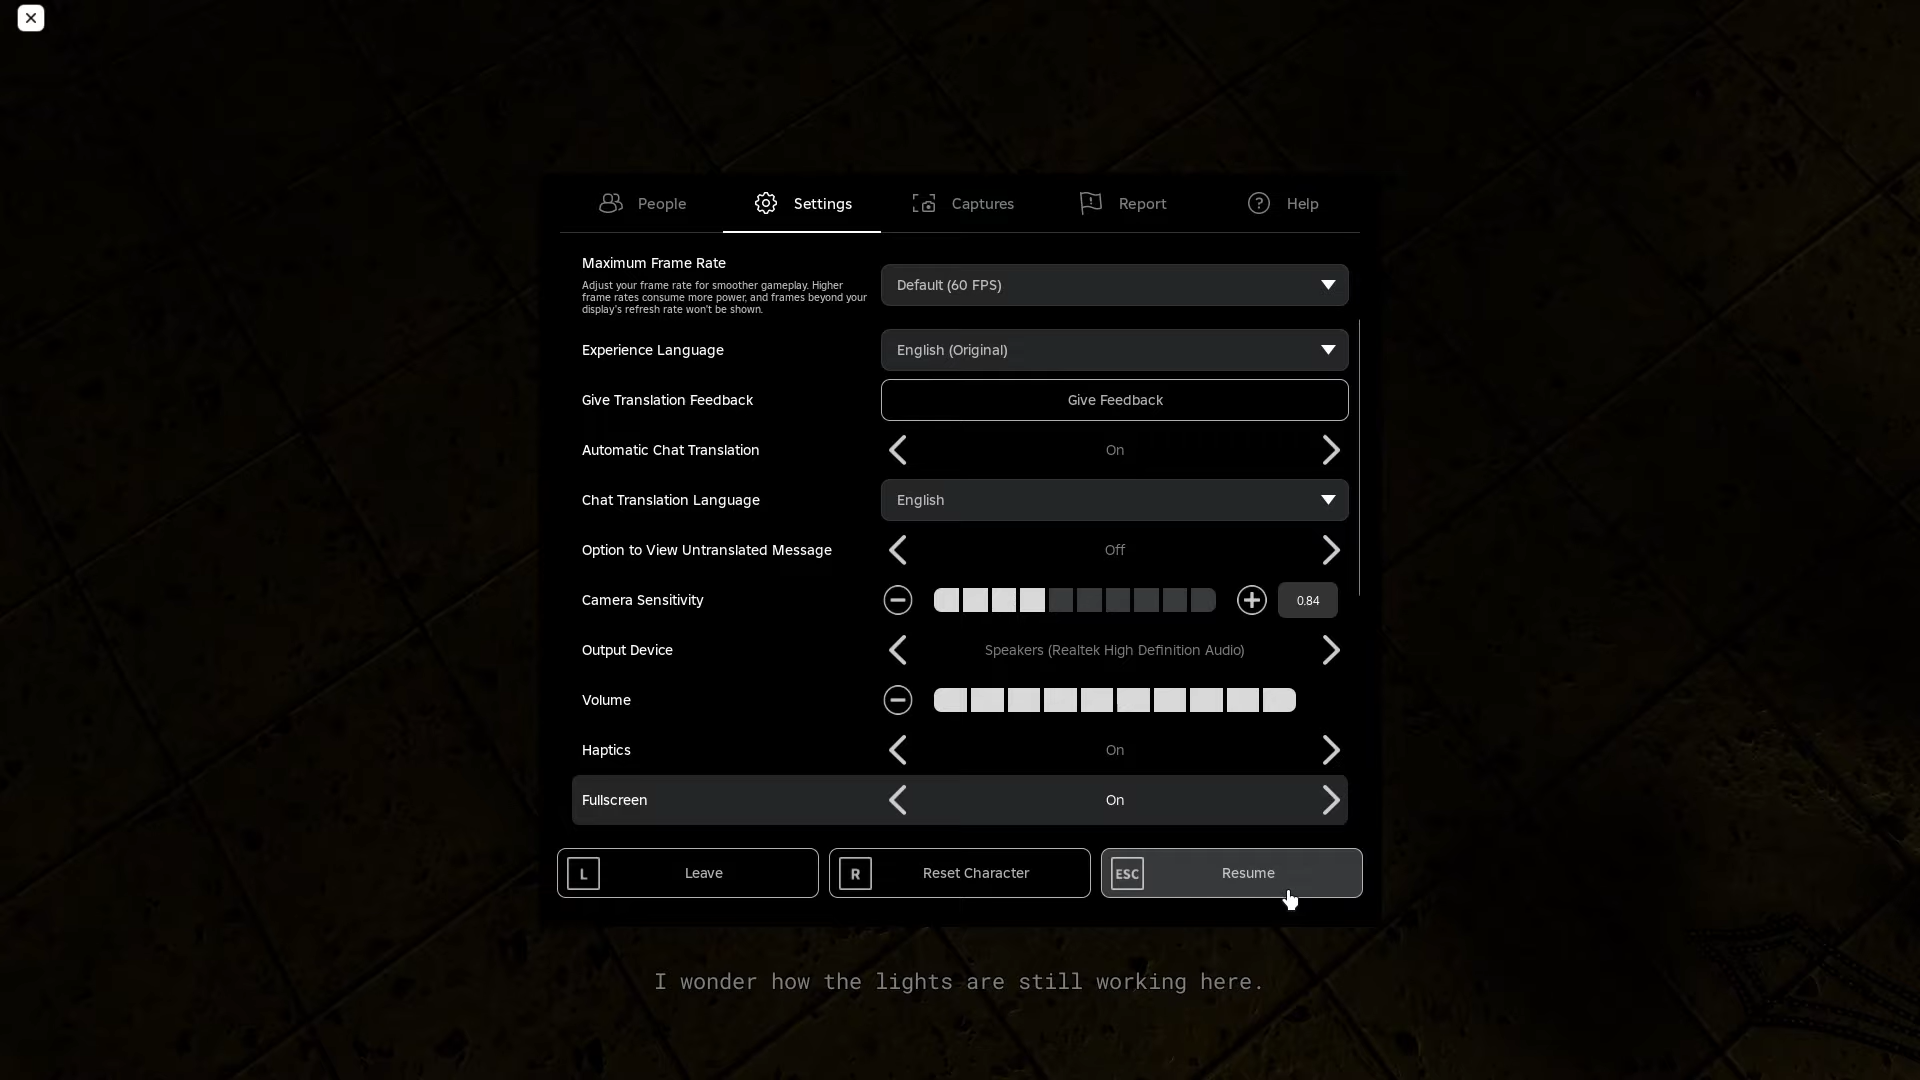 People
Settings
Captures
Report
Help
Maximum Frame Rate
Adjust your frame rate for smoother gameplay. Higher
frame rates consume more power, and frames beyond your
display's refresh rate won't be shown.
Default (60 FPS)
Experience Language
English (Original)
Give Translation Feedback
Give Feedback
Automatic Chat Translation
On
Chat Translation Language
English
Option to View Untranslated Message
Off
Camera Sensitivity
0.84
Output Device
Speakers (Realtek High Definition Audio)
Volume
Haptics
On
Fullscreen
On
L
Leave
R
Reset Character
ESC
Resume
I wonder how the lights are still working here.